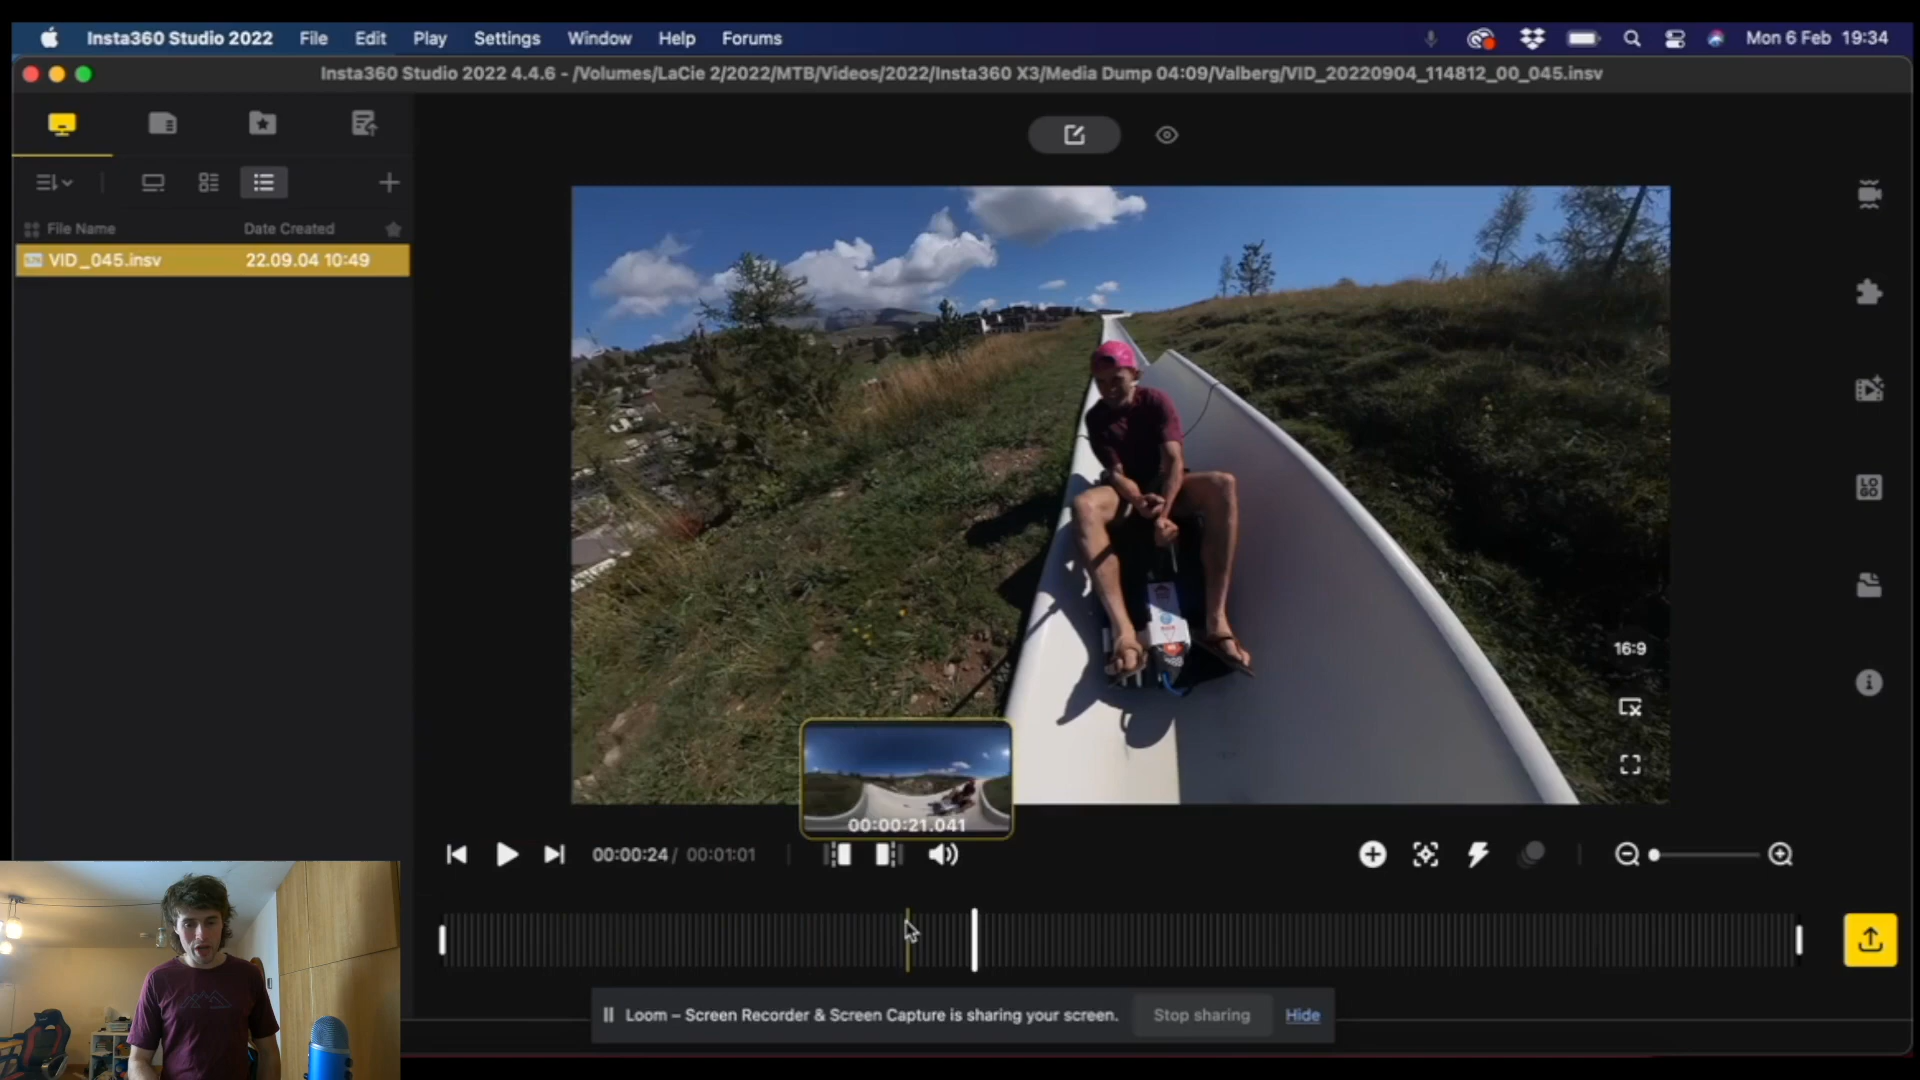 Insta360 Studio 2022 File Edit Play Settings Window Help Forums Mon 6 Feb 19:34
Insta360 Studio 2022 4.4.6 - /Volumes/LaCie 2/2022/MTB/Videos/2022/Insta360 X3/Media Dump 04:09/Valberg/VID_20220904_114812_00_045.insv
File Name Date Created
VID_045.insv 22.09.04 10:49
LOGO
16:9
00:00:21.041
00:00:24 / 00:01:01
Loom – Screen Recorder & Screen Capture is sharing your screen. Stop sharing Hide